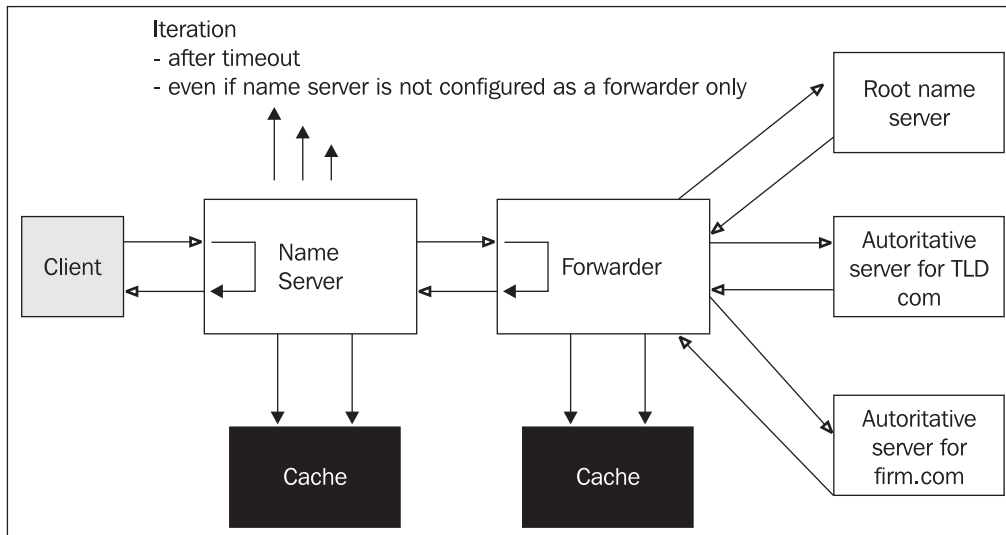 Iteration
- after timeout
- even if name server is not configured as a forwarder only
Root name
server
Client
Name
Server
Forwarder
Autoritative
server for TLD
com
Cache
Cache
Autoritative
server for
firm.com